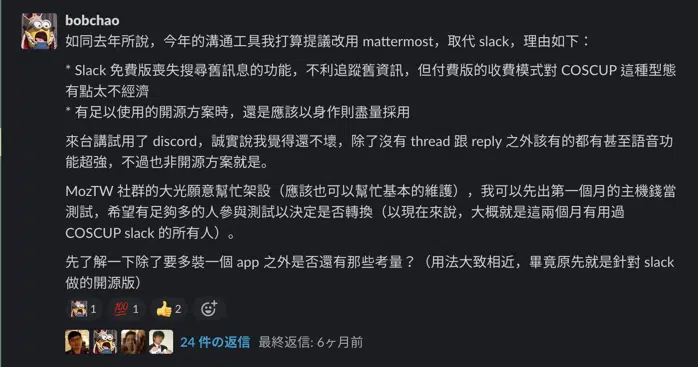 bobchao
如同去年所說，今年的溝通工具我打算提議改用 mattermost，取代 slack，理由如下：
* Slack 免費版喪失搜尋舊訊息的功能，不利追蹤舊資訊，但付費版的收費模式對 COSCUP 這種型態
有點太不經濟
* 有足以使用的開源方案時，還是應該以身作則盡量採用
來台講試用了 discord，誠實說我覺得還不壞，除了沒有 thread 跟 reply 之外該有的都有甚至語音功
能超強，不過也非開源方案就是。
MozTW 社群的大光願意幫忙架設（應該也可以幫忙基本的維護），我可以先出第一個月的主機錢當
測試，希望有足夠多的人參與測試以決定是否轉換（以現在來說，大概就是這兩個月有用過
COSCUP slack 的所有人）。
先了解一下除了要多裝一個 app 之外是否還有那些考量？（用法大致相近，畢竟原先就是針對 slack
做的開源版）
1 💯 1 👍 2
24 件の返信 最終返信: 6ヶ月前